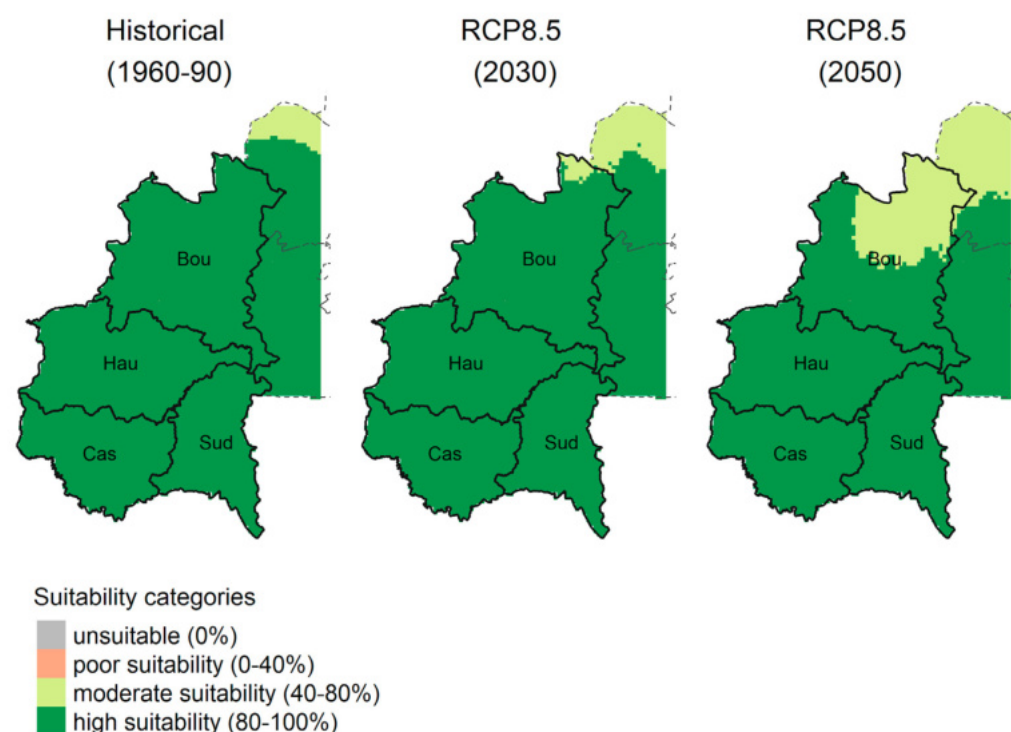 Historical
(1960-90)
RCP8.5
(2030)
RCP8.5
(2050)
Bou
Hau
Cas
Sud
Bou
Hau
Cas
Sud
Bou
Hau
Cas
Sud
Suitability categories
unsuitable (0%)
poor suitability (0-40%)
moderate suitability (40-80%)
high suitability (80-100%)